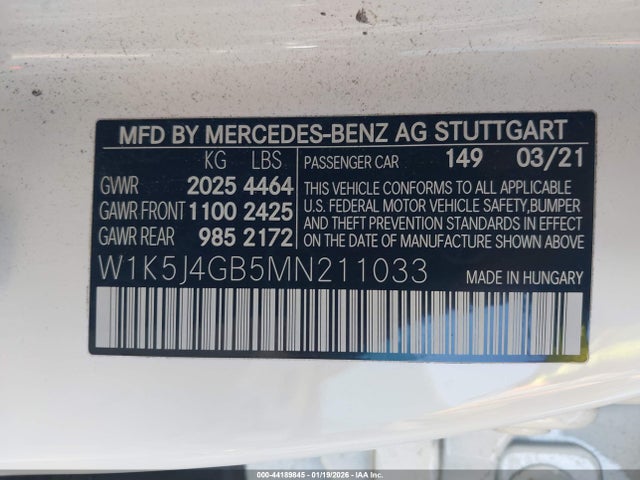 MFD BY MERCEDES-BENZ AG STUTTGART
KG LBS PASSENGER CAR 149 03/21
GVWR 2025 4464 THIS VEHICLE CONFORMS TO ALL APPLICABLE
U.S. FEDERAL MOTOR VEHICLE SAFETY,BUMPER
GAWR FRONT 1100 2425 AND THEFT PREVENTION STANDARDS IN EFFECT
GAWR REAR 985 2172 ON THE DATE OF MANUFACTURE SHOWN ABOVE.
W1K5J4GB5MN211033 MADE IN HUNGARY
000-44189845 - 01/19/2026 - IAAI